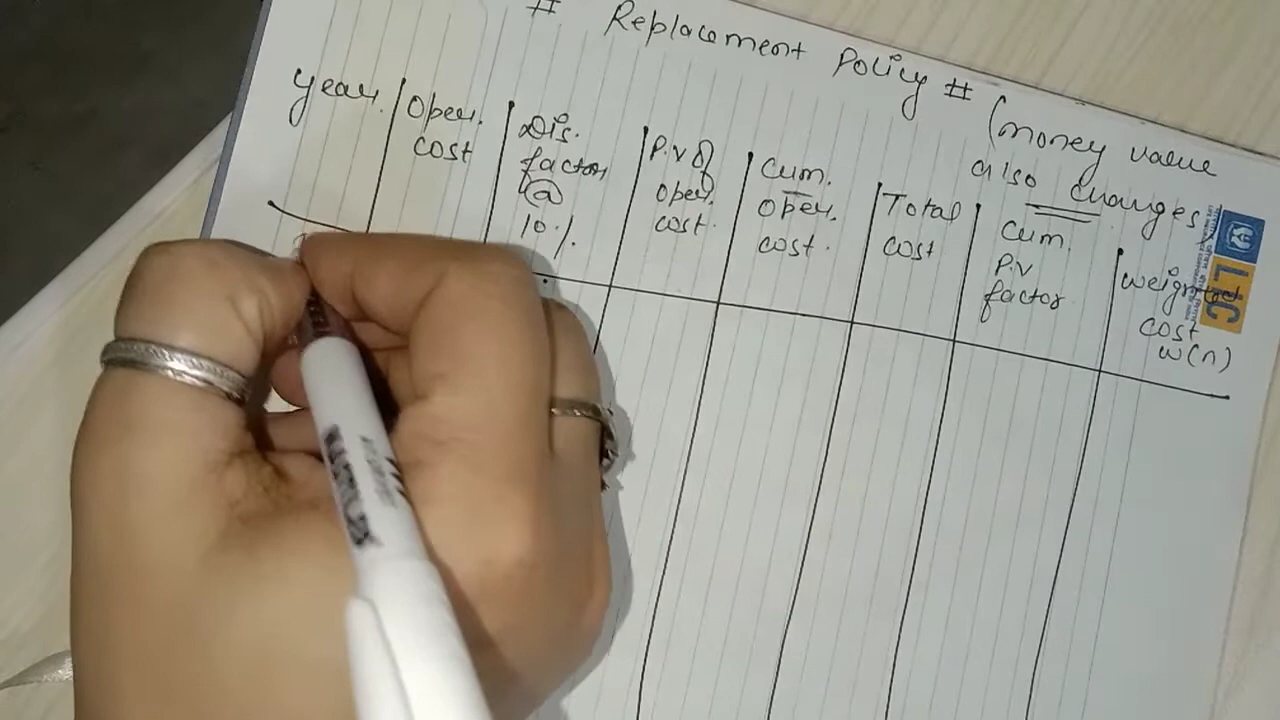 # Replacement Policy # (money value
also changes
year. Oper. cost
Dis. factor @ 10%.
P.v of oper. cost.
Cum. oper. cost.
Total cost
Cum. P.v factor
weighted cost w(n)
LIC